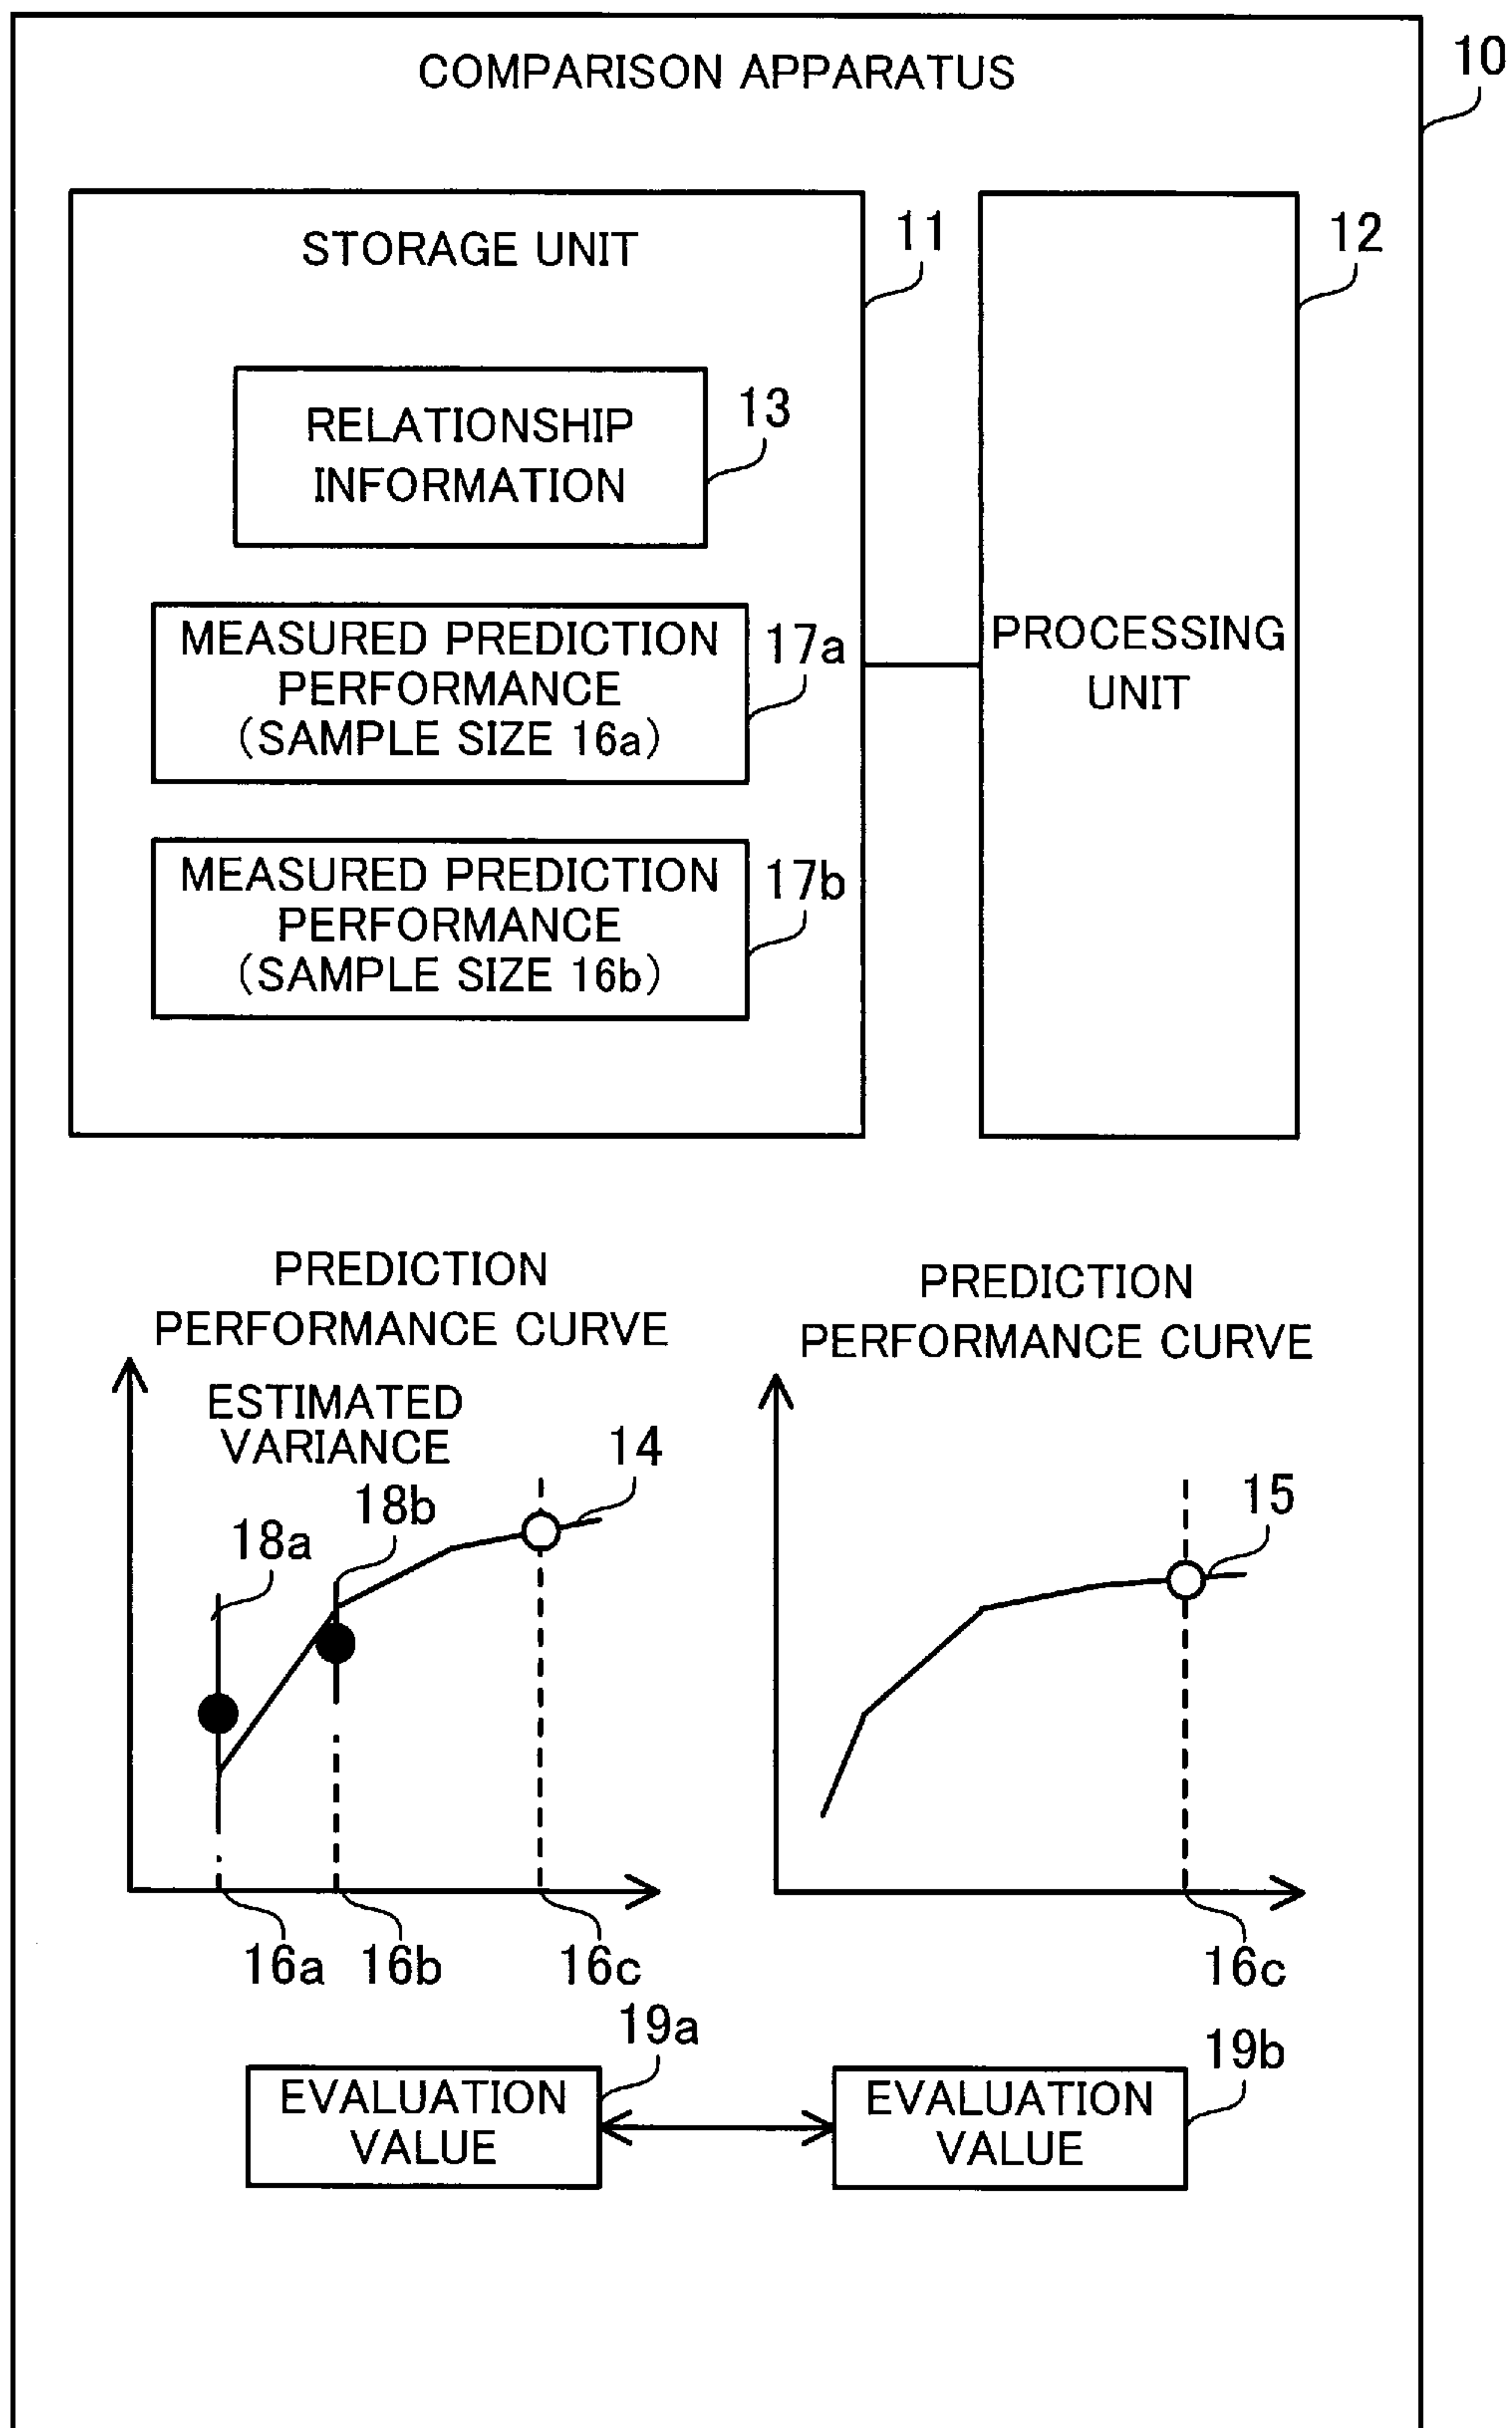 COMPARISON APPARATUS
10
STORAGE UNIT
11
12
RELATIONSHIP
INFORMATION
13
MEASURED PREDICTION
PERFORMANCE
(SAMPLE SIZE 16a)
17a
PROCESSING
UNIT
MEASURED PREDICTION
PERFORMANCE
(SAMPLE SIZE 16b)
17b
PREDICTION
PERFORMANCE CURVE
ESTIMATED
VARIANCE
14
18b
18a
16a
16b
16c
PREDICTION
PERFORMANCE CURVE
15
16c
19a
EVALUATION
VALUE
19b
EVALUATION
VALUE